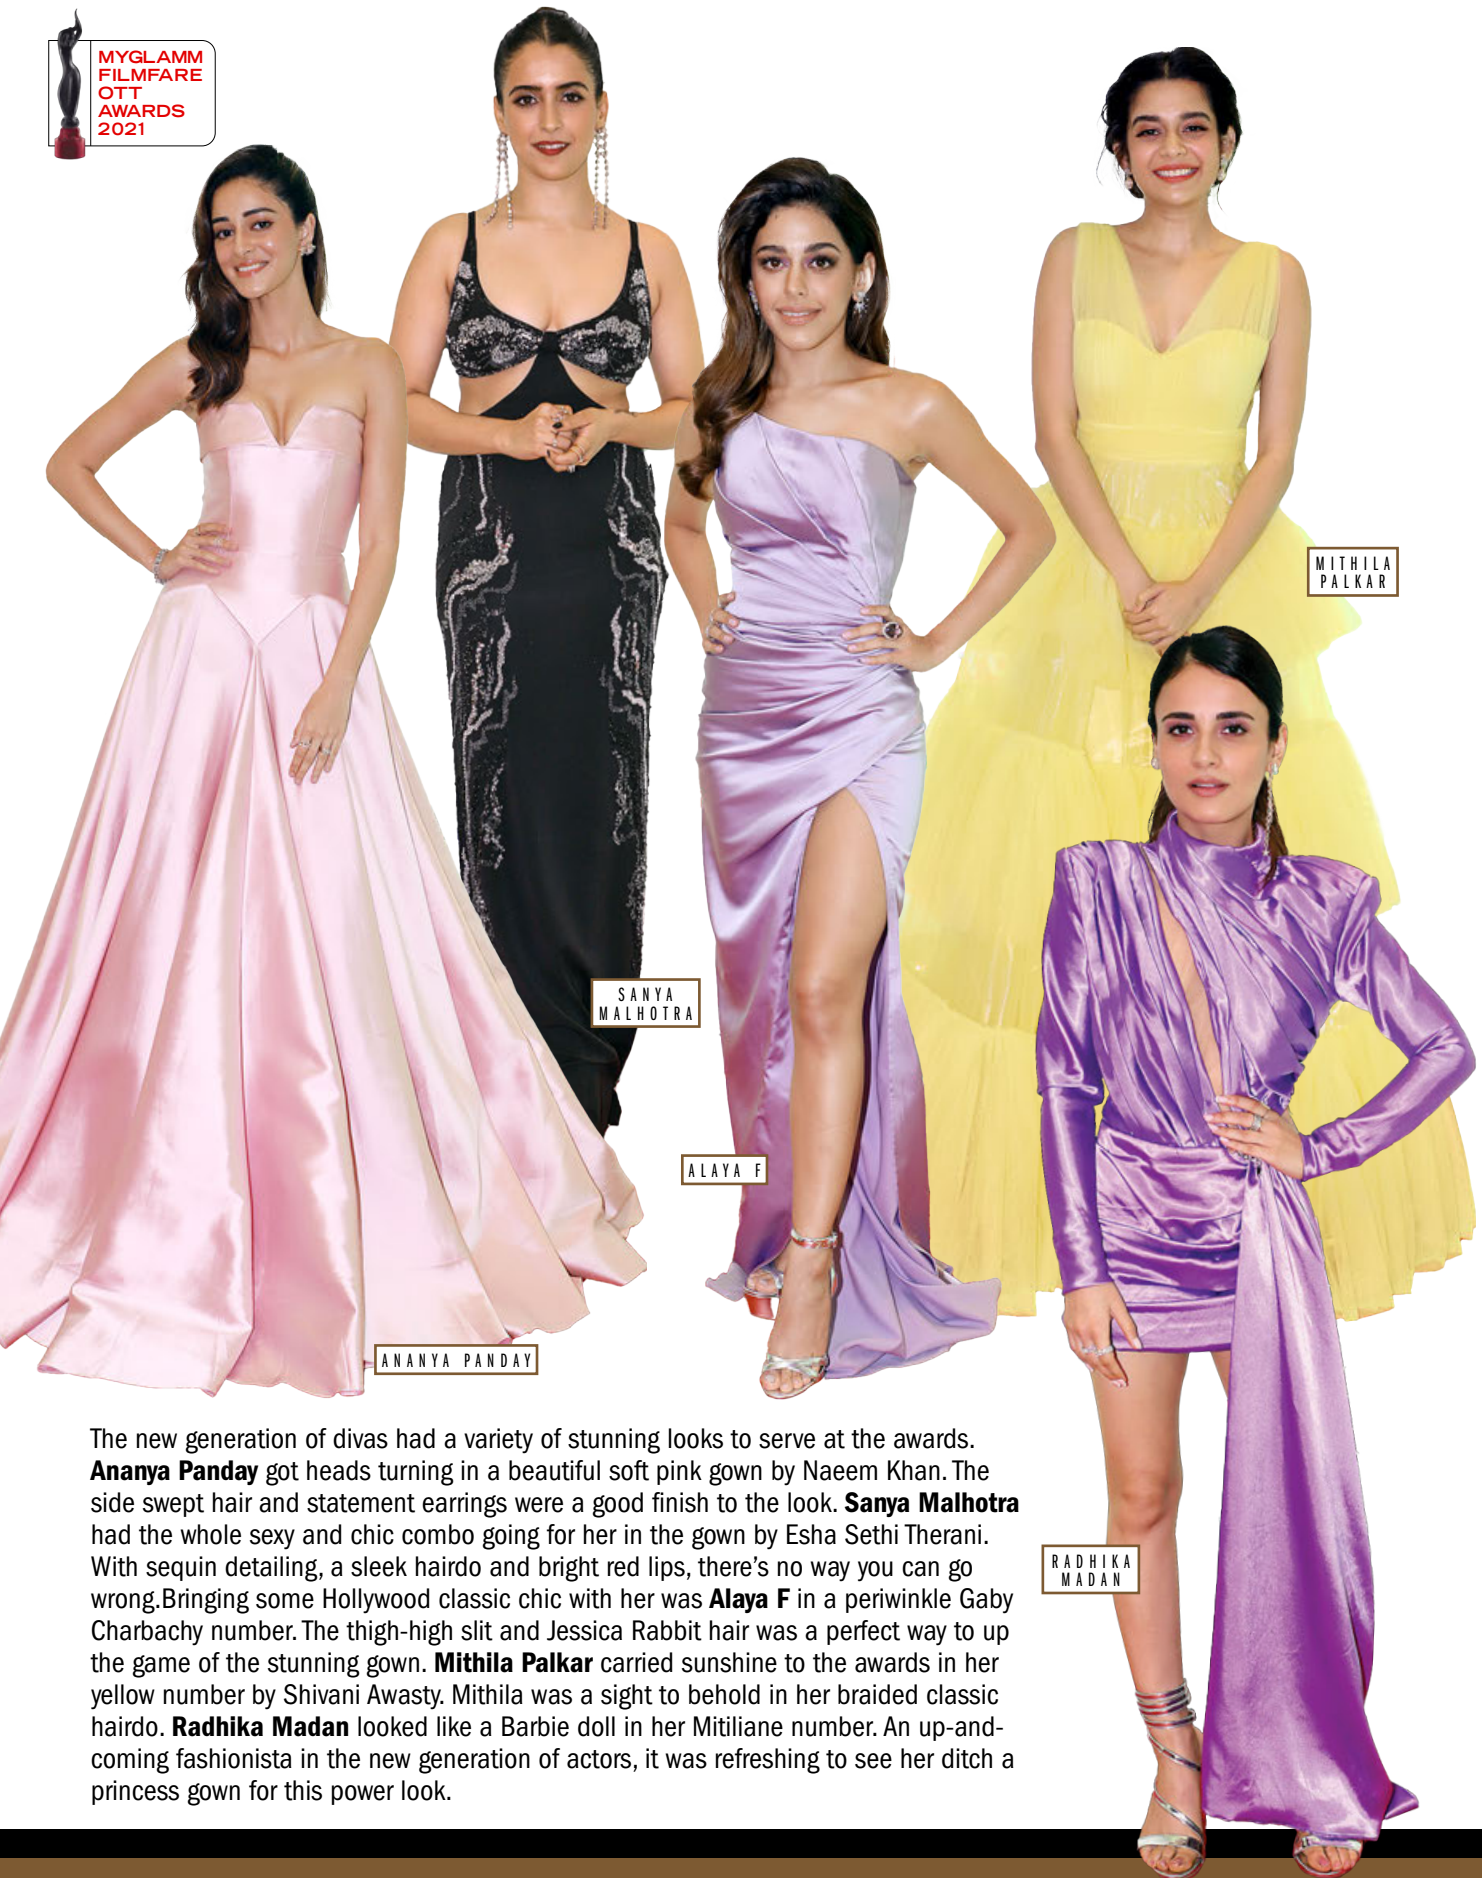 MYGLAMM
FILMFARE
OTT
AWARDS
2021
MITHILA
PALKAR
SANYA
MALHOTRA
ALAYA F
ANANYA PANDAY
RADHIKA
MADAN
The new generation of divas had a variety of stunning looks to serve at the awards.
Ananya Panday got heads turning in a beautiful soft pink gown by Naeem Khan. The
side swept hair and statement earrings were a good finish to the look. Sanya Malhotra
had the whole sexy and chic combo going for her in the gown by Esha Sethi Therani.
With sequin detailing, a sleek hairdo and bright red lips, there’s no way you can go
wrong.Bringing some Hollywood classic chic with her was Alaya F in a periwinkle Gaby
Charbachy number. The thigh-high slit and Jessica Rabbit hair was a perfect way to up
the game of the stunning gown. Mithila Palkar carried sunshine to the awards in her
yellow number by Shivani Awasty. Mithila was a sight to behold in her braided classic
hairdo. Radhika Madan looked like a Barbie doll in her Mitiliane number. An up-and-
coming fashionista in the new generation of actors, it was refreshing to see her ditch a
princess gown for this power look.